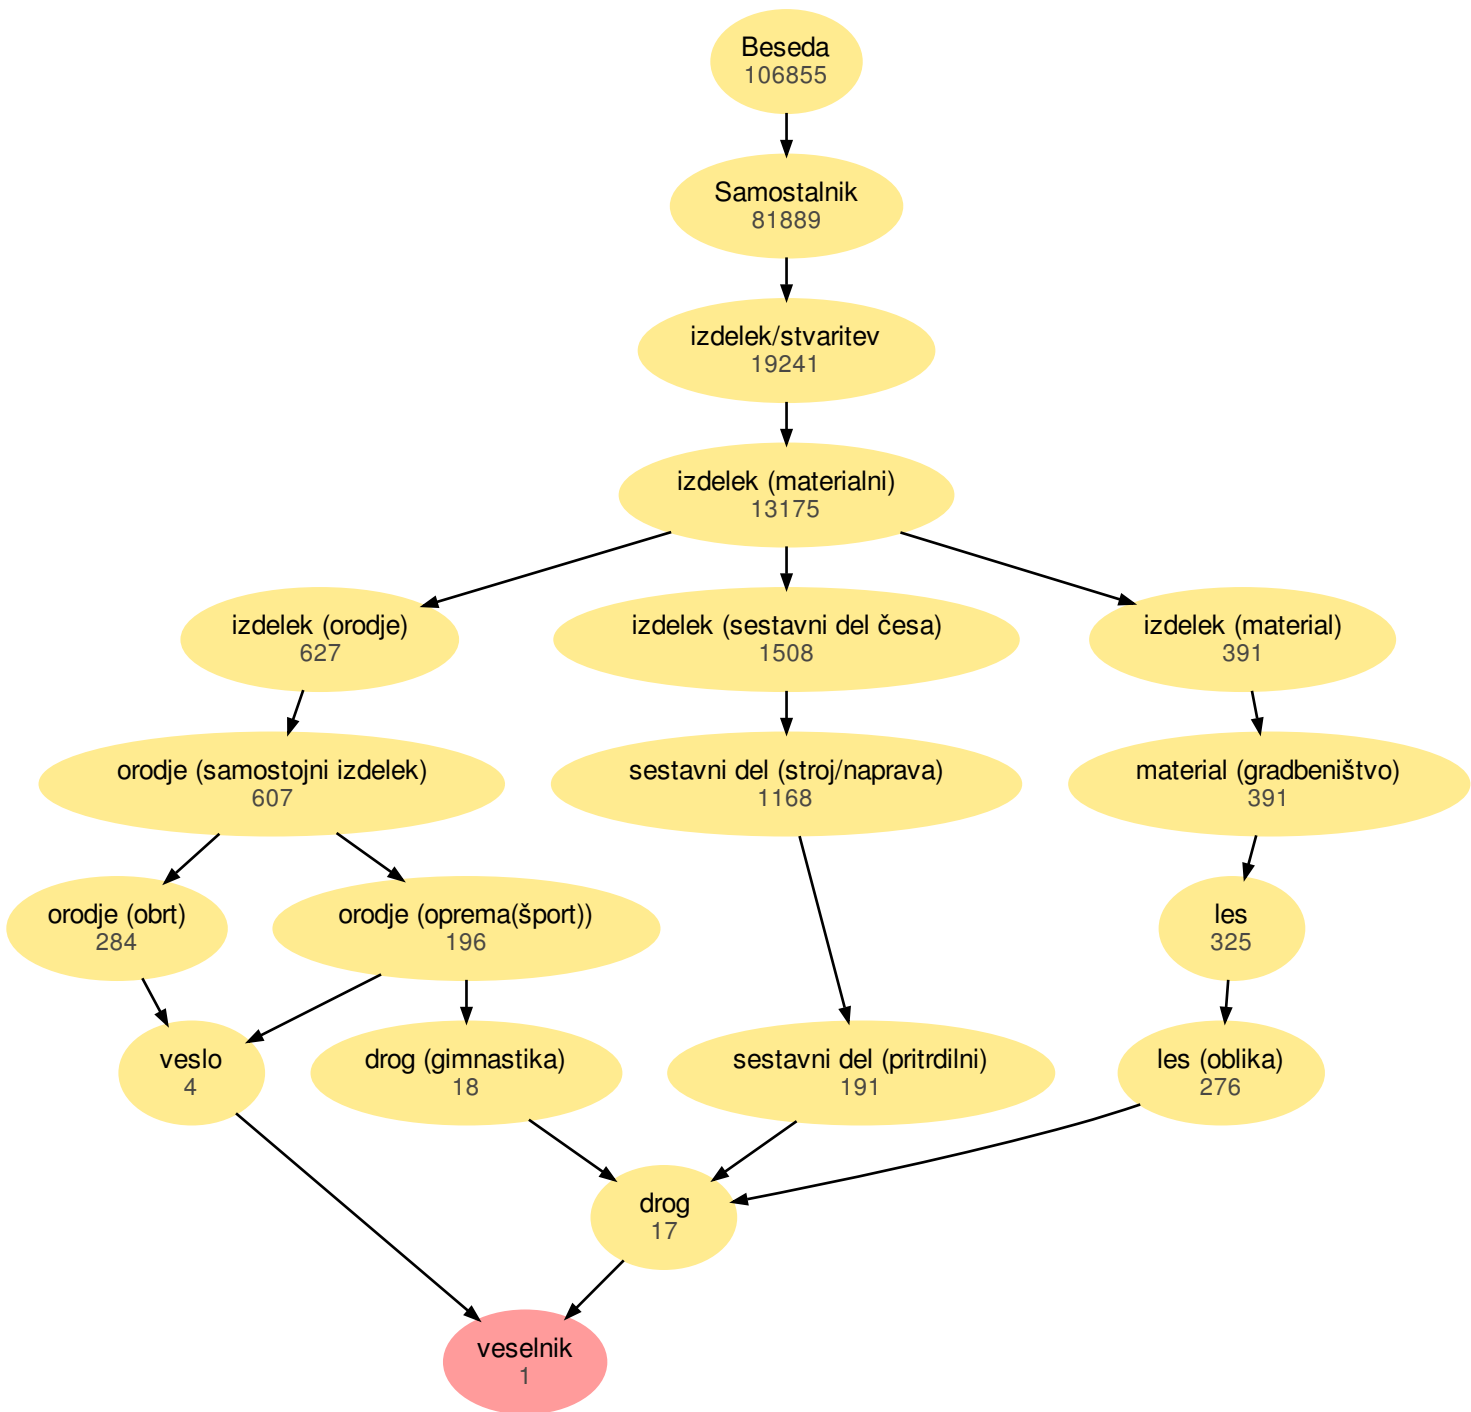 Beseda
106855
Samostalnik
81889
izdelek/stvaritev
19241
izdelek (materialni)
13175
izdelek (orodje)
627
izdelek (sestavni del česa)
1508
izdelek (material)
391
orodje (samostojni izdelek)
607
sestavni del (stroj/naprava)
1168
material (gradbeništvo)
391
orodje (obrt)
284
orodje (oprema(šport))
196
les
325
veslo
4
drog (gimnastika)
18
sestavni del (pritrdilni)
191
les (oblika)
276
drog
17
veselnik
1